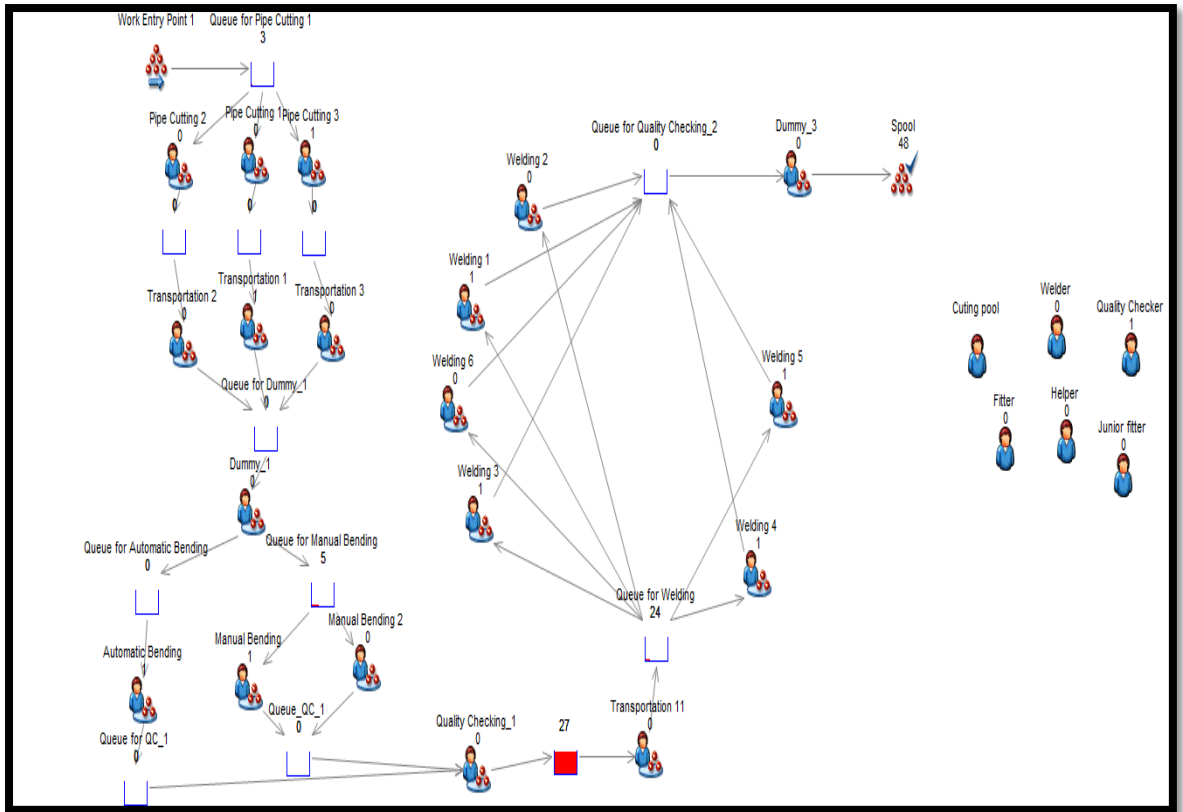 Work Entry Point 1
Queue for Pipe Cutting 1
3
Pipe Cutting 2
0
Pipe Cutting 1
0
Pipe Cutting 3
1
0
0
0
Transportation 2
0
Transportation 1
1
Transportation 3
0
Queue for Dummy_1
0
Dummy_1
0
Queue for Automatic Bending
0
Queue for Manual Bending
5
Automatic Bending
1
Manual Bending
1
Manual Bending 2
0
Queue for QC_1
0
Queue_QC_1
0
Quality Checking_1
0
27
Transportation 11
0
Queue for Welding
24
Welding 2
0
Welding 1
1
Welding 6
0
Welding 3
1
Welding 5
1
Welding 4
1
Queue for Quality Checking_2
0
Dummy_3
0
Spool
48
Cuting pool
Welder
0
Quality Checker
1
Fitter
0
Helper
0
Junior fitter
0